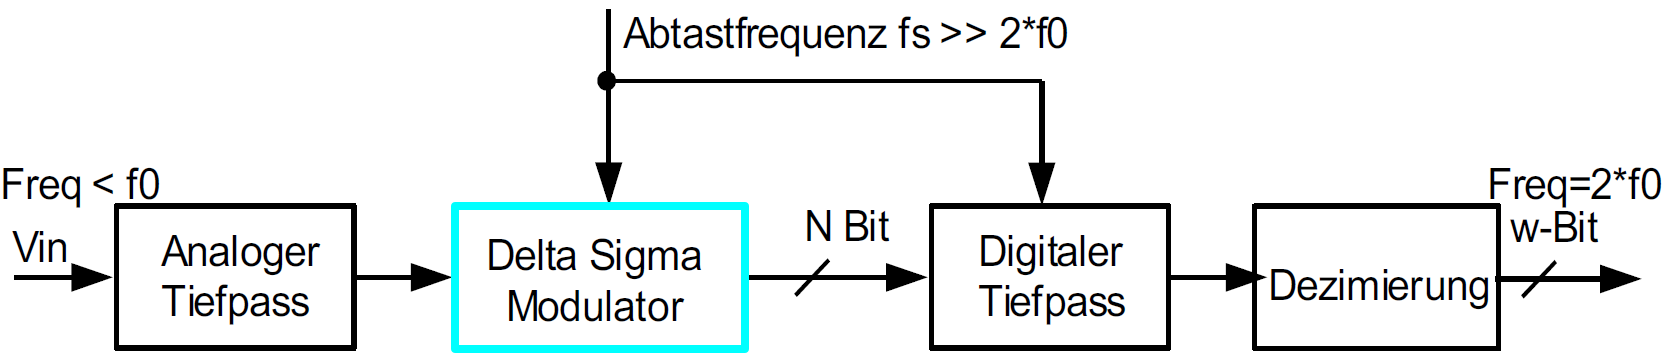 Abtastfrequenz fs >> 2*f0
Freq < f0
Vin
Analoger
Tiefpass
Delta Sigma
Modulator
N Bit
Digitaler
Tiefpass
Dezimierung
Freq=2*f0
w-Bit